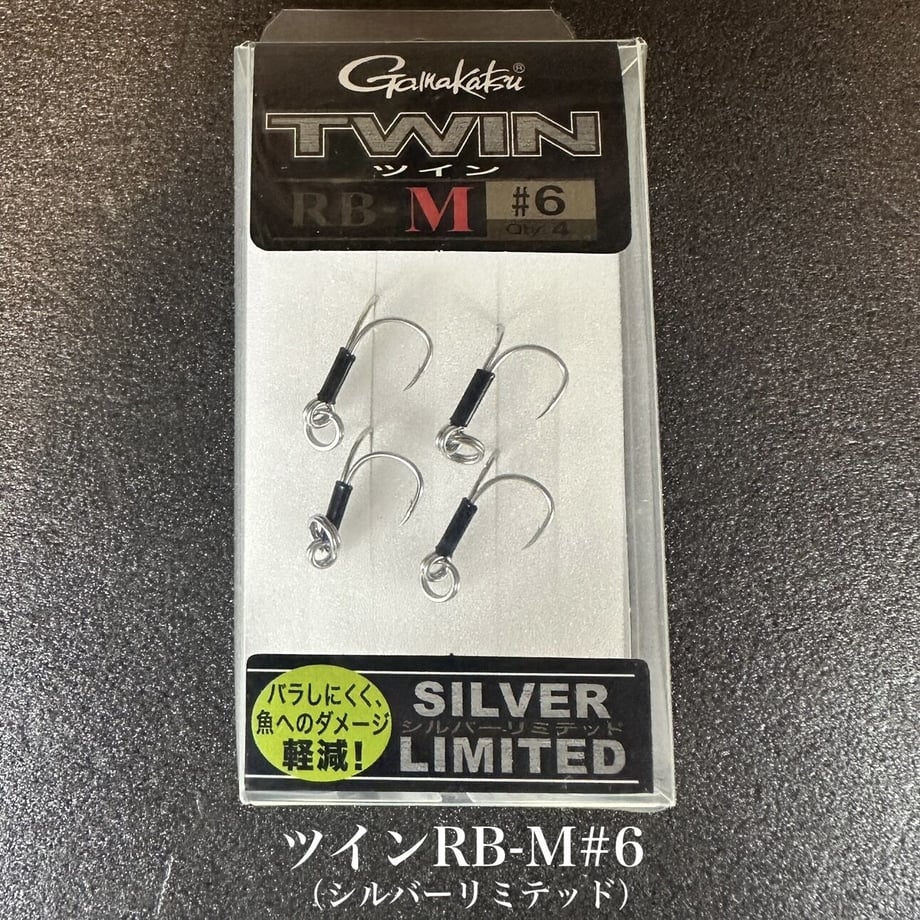 Gamakatsu®
TWIN
ツイン
RB-M #6
Qty: 4
バラしにくく、
魚へのダメージ
軽減!
SILVER
シルバーリミテッド
LIMITED
ツインRB-M#6
（シルバーリミテッド）